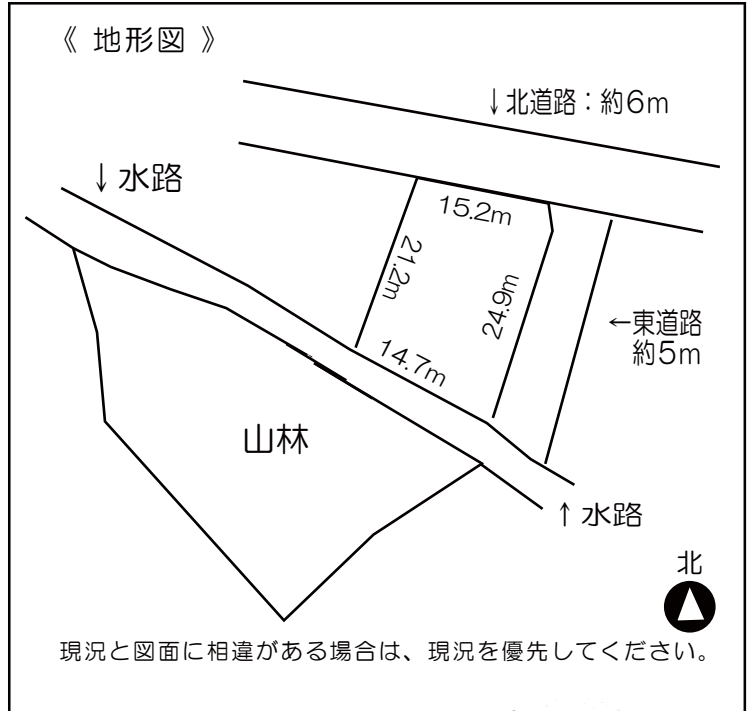 《 地形図 》
↓北道路：約6m
↓水路
15.2m
21.2m
24.9m
←東道路
約5m
14.7m
山林
↑水路
北
現況と図面に相違がある場合は、現況を優先してください。